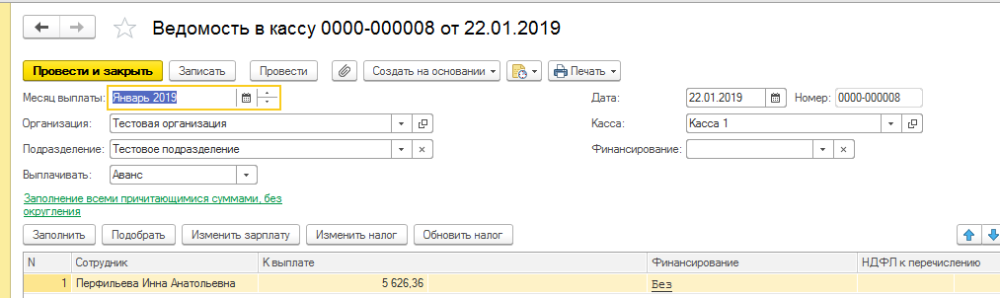 Ведомость в кассу 0000-000008 от 22.01.2019
Провести и закрыть Записать Провести Создать на основании Печать
Месяц выплаты: Январь 2019 Дата: 22.01.2019 Номер: 0000-000008
Организация: Тестовая организация Касса: Касса 1
Подразделение: Тестовое подразделение Финансирование:
Выплачивать: Аванс
Заполнение всеми причитающимися суммами, без
округления
Заполнить Подобрать Изменить зарплату Изменить налог Обновить налог
N Сотрудник К выплате Финансирование НДФЛ к перечислению
1 Перфильева Инна Анатольевна 5 626,36 Без